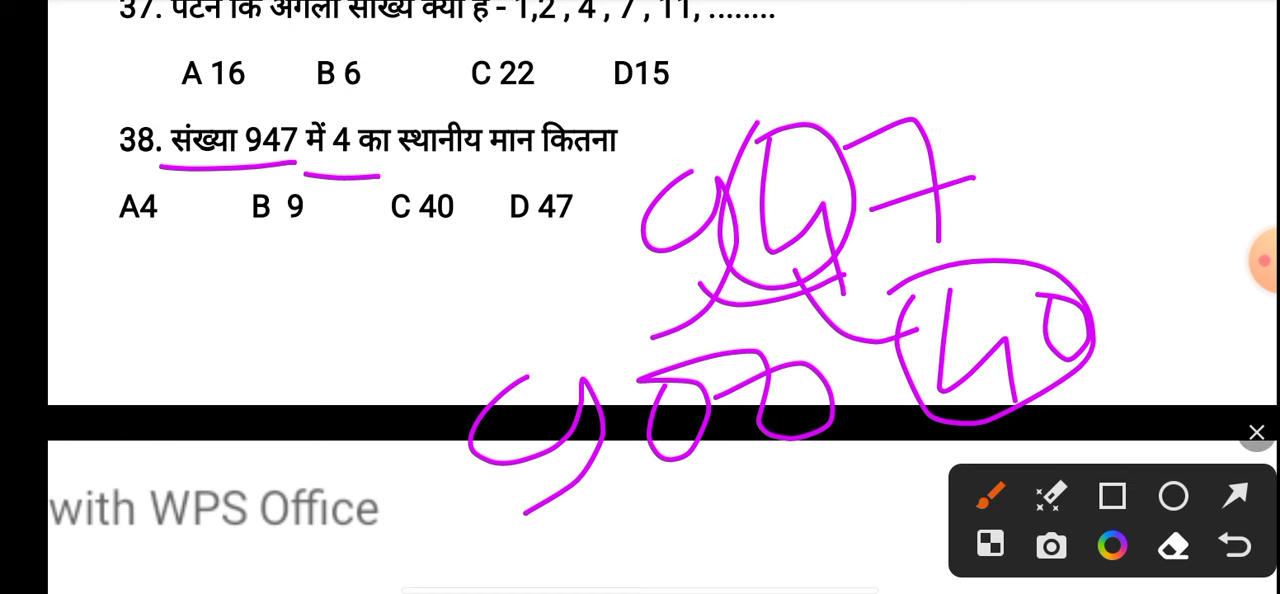 37. पैटर्न कि अगली संख्य क्या है - 1,2 , 4 , 7 , 11, ........
A 16 B 6 C 22 D15
38. संख्या 947 में 4 का स्थानीय मान कितना
A4 B 9 C 40 D 47
947
40
900
with WPS Office